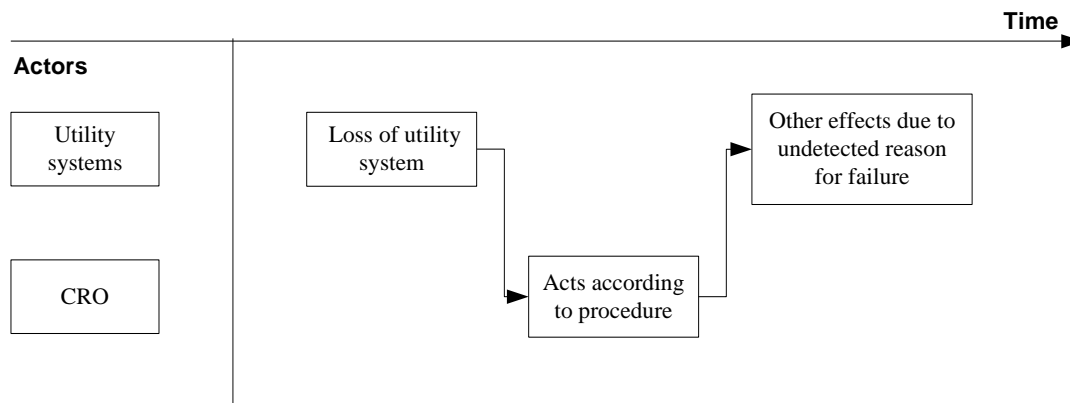 Time
Actors
Utility
systems
Loss of utility
system
Other effects due to
undetected reason
for failure
CRO
Acts according
to procedure